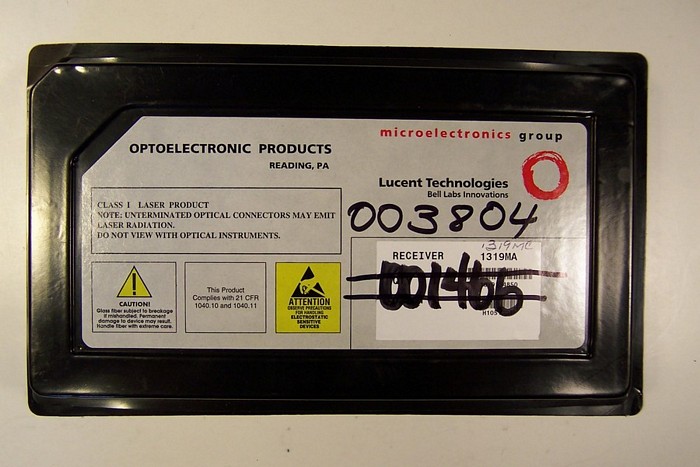 microelectronics group
OPTOELECTRONIC PRODUCTS
READING, PA
Lucent Technologies
Bell Labs Innovations
CLASS I LASER PRODUCT
NOTE: UNTERMINATED OPTICAL CONNECTORS MAY EMIT
LASER RADIATION.
DO NOT VIEW WITH OPTICAL INSTRUMENTS.
003804
1319MC
RECEIVER 1319MA
001466
CAUTION!
Glass fiber subject to breakage
if mishandled. Permanent
damage to device may result.
Handle fiber with extreme care.
This Product
Complies with 21 CFR
1040.10 and 1040.11
ATTENTION
OBSERVE PRECAUTIONS
FOR HANDLING
ELECTROSTATIC
SENSITIVE
DEVICES